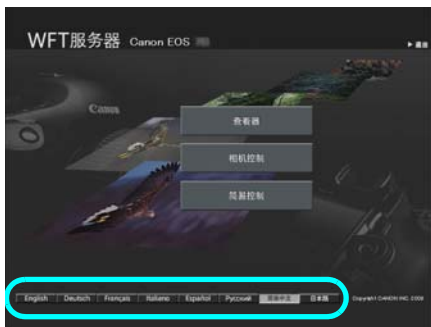 WFT服务器 Canon EOS
▶ 退出
Canon
查看器
相机控制
简易控制
English Deutsch Français Italiano Español Русский 简体中文 日本語
Copyright CANON INC. 2009